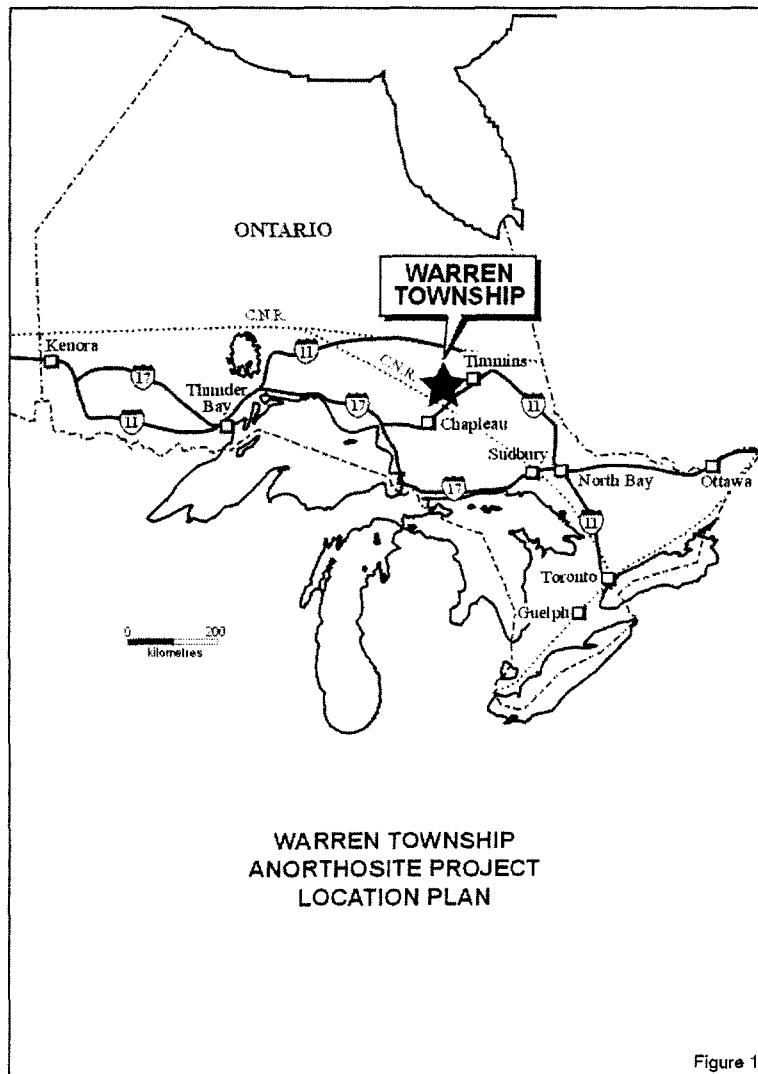 ONTARIO
WARREN
TOWNSHIP
C.N.R.
Kenora
11
C.N.R.
Timmins
17
Thunder
Bay
17
11
11
Chapleau
Sudbury
17
North Bay
Ottawa
11
Toronto
Guelph
0 200
kilometres
WARREN TOWNSHIP
ANORTHOSITE PROJECT
LOCATION PLAN
Figure 1